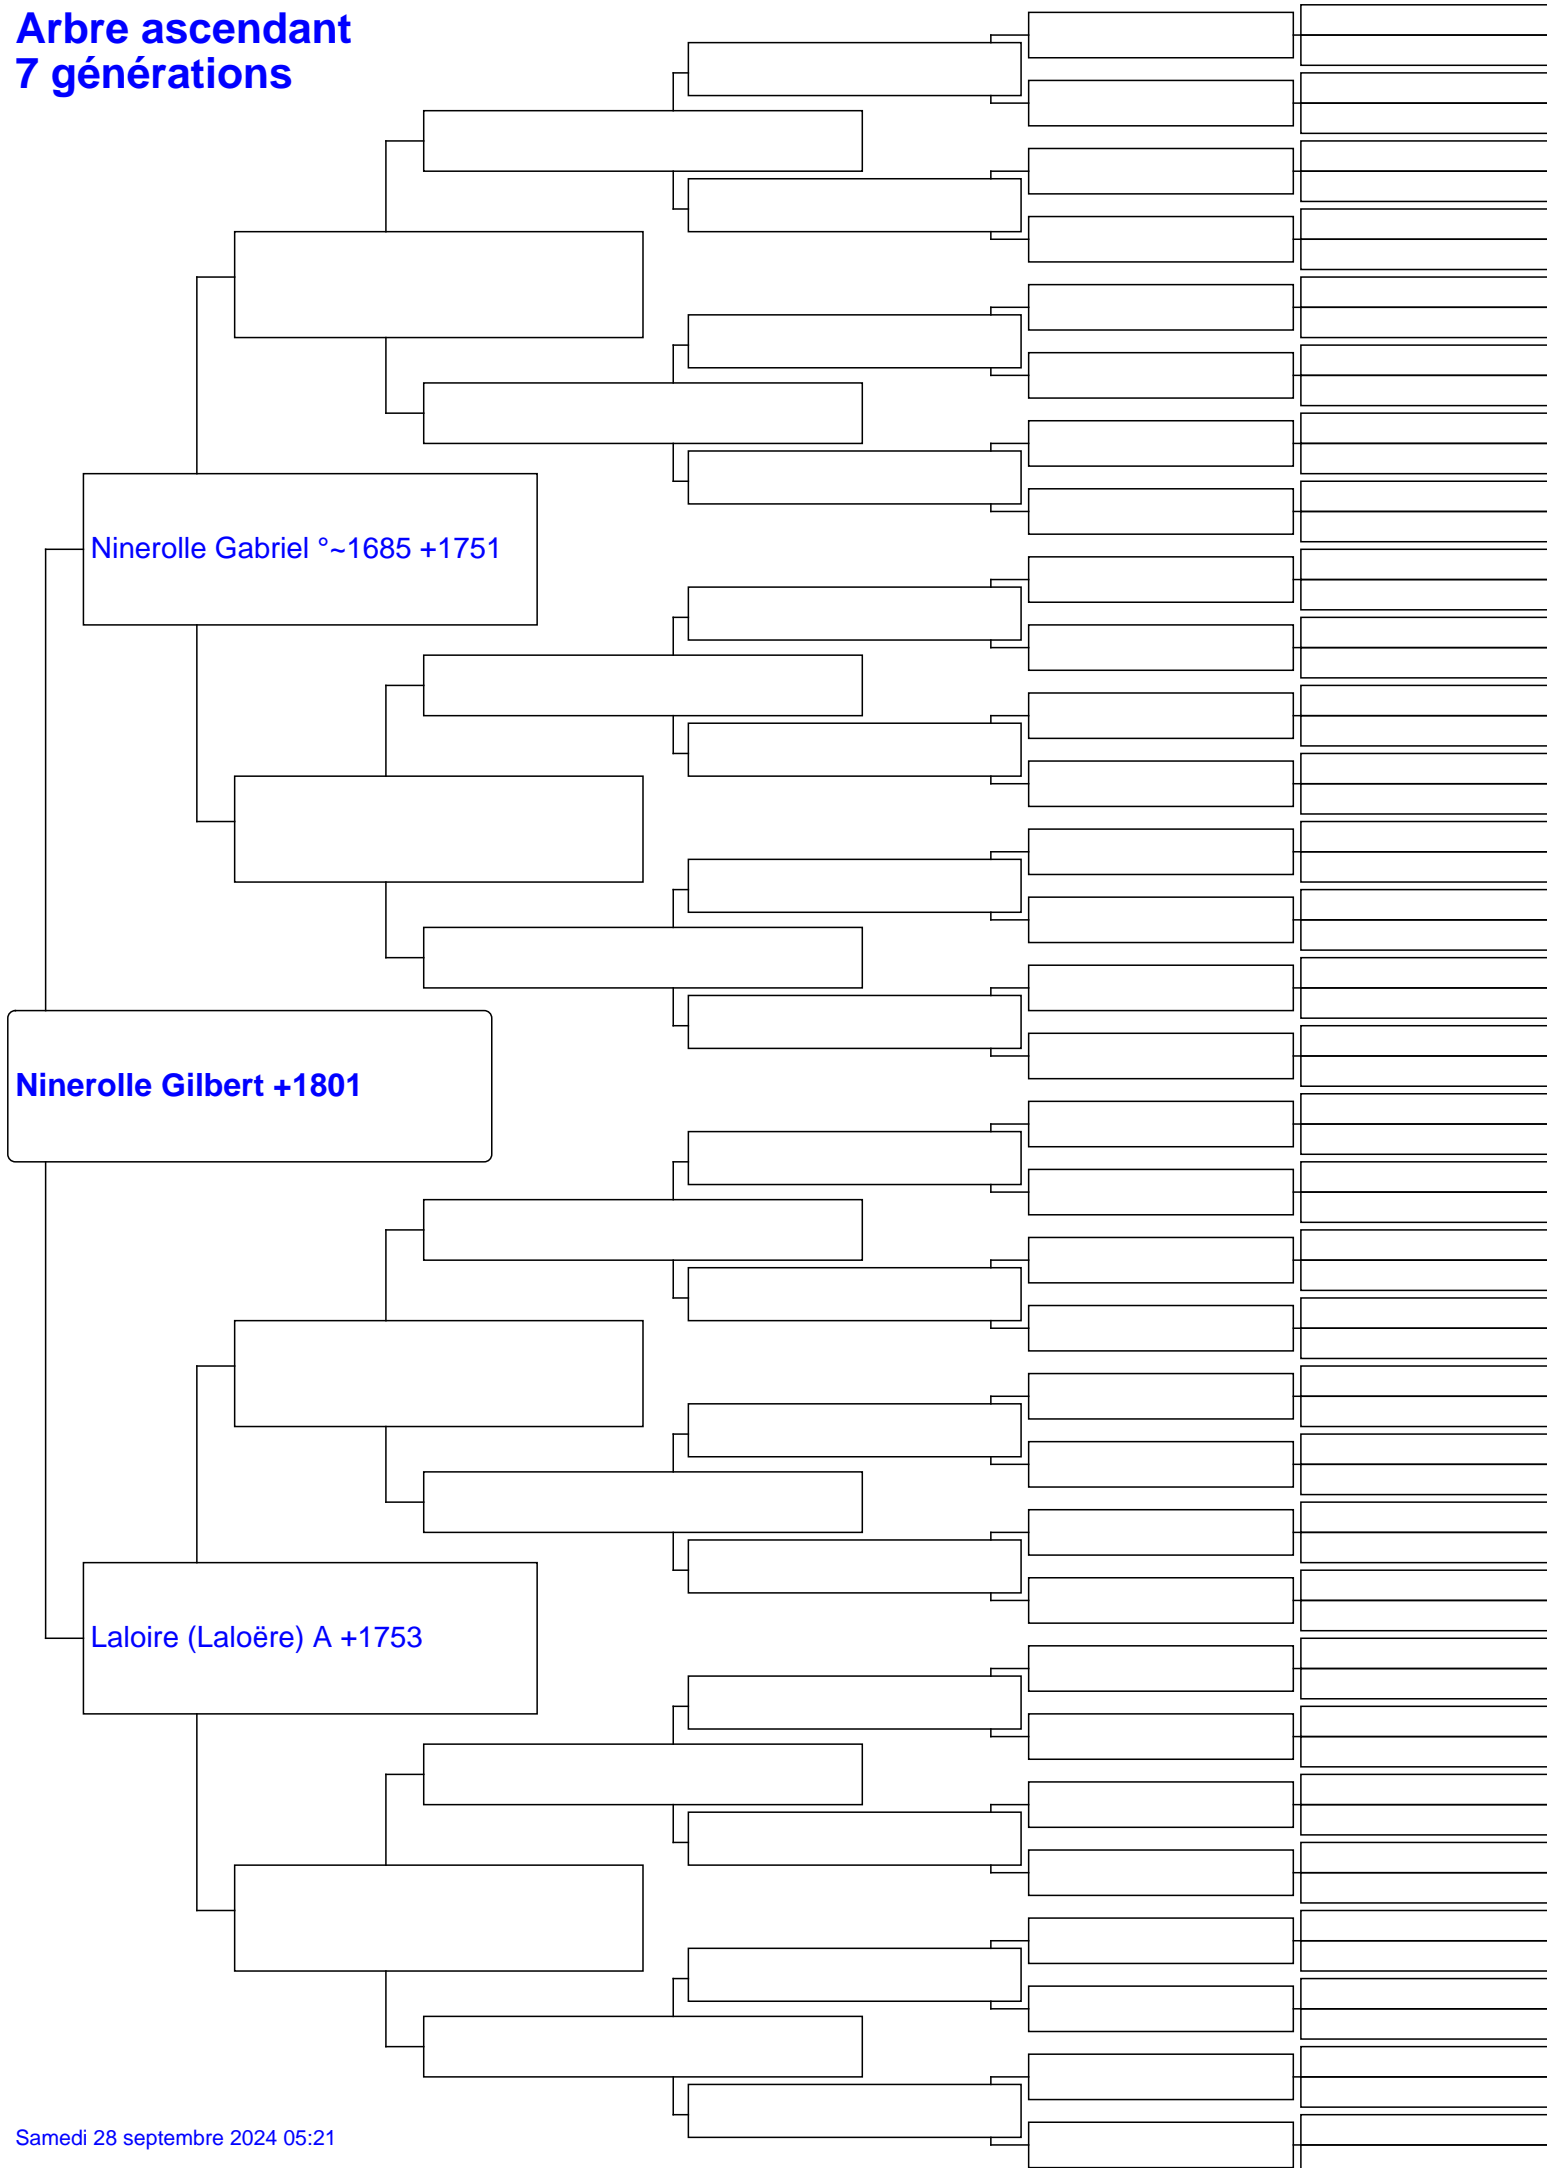 Arbre ascendant
7 générations
Ninerolle Gabriel °~1685 +1751
Ninerolle Gilbert +1801
Laloire (Laloëre) A +1753
Samedi 28 septembre 2024 05:21